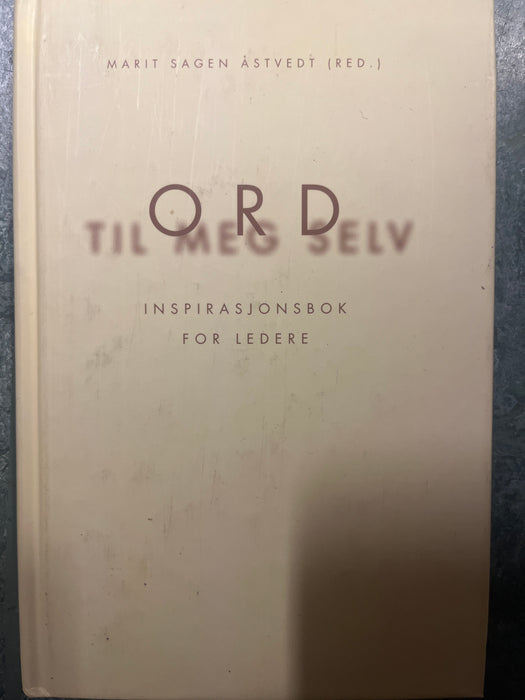 MARIT SAGEN ÅSTVEDT (RED.)
ORD
TIL MEG SELV
INSPIRASJONSBOK
FOR LEDERE